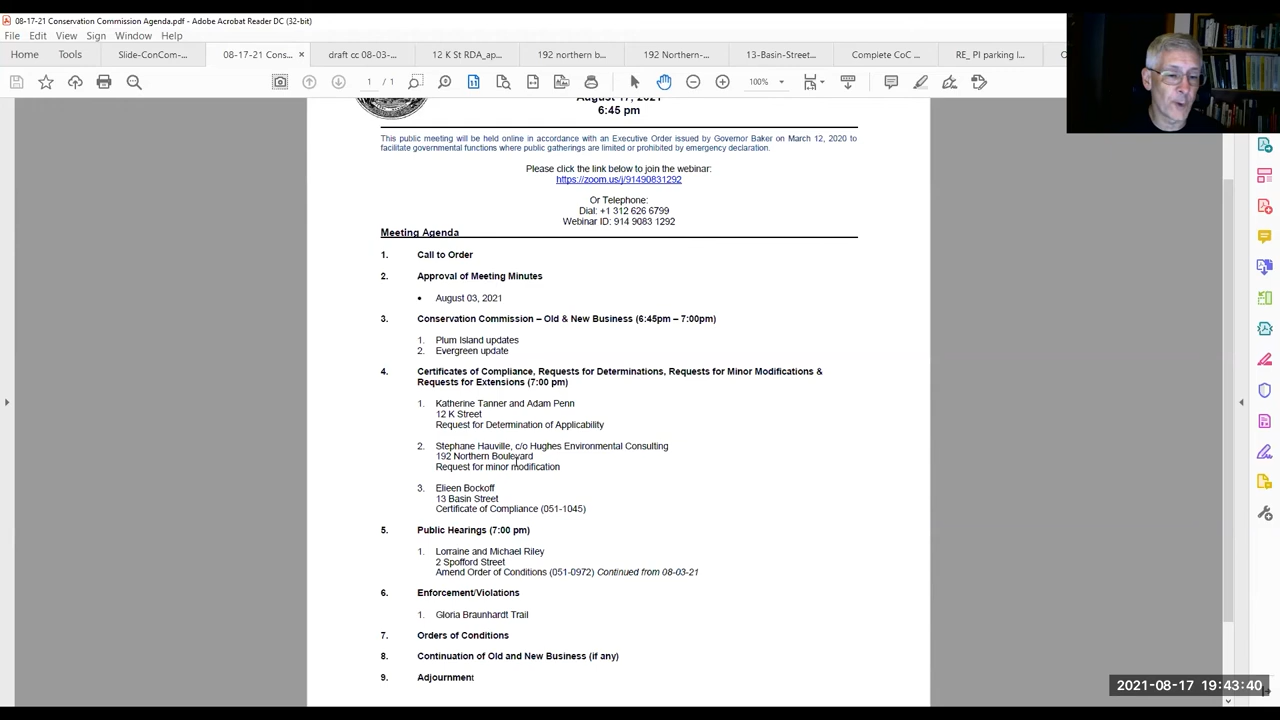 08-17-21 Conservation Commission Agenda.pdf - Adobe Acrobat Reader DC (32-bit)
File Edit View Sign Window Help
Home Tools Slide-ConCom-... 08-17-21 Cons... × draft cc 08-03-... 12 K St RDA_ap... 192 northern b... 192 Northern-... 13-Basin-Street... Complete CoC ... RE_ PI parking l...
1 / 1 100%
August 17, 2021
6:45 pm
This public meeting will be held online in accordance with an Executive Order issued by Governor Baker on March 12, 2020 to
facilitate governmental functions where public gatherings are limited or prohibited by emergency declaration.
Please click the link below to join the webinar:
https://zoom.us/j/91490831292
Or Telephone:
Dial: +1 312 626 6799
Webinar ID: 914 9083 1292
Meeting Agenda
1. Call to Order
2. Approval of Meeting Minutes
• August 03, 2021
3. Conservation Commission – Old & New Business (6:45pm – 7:00pm)
1. Plum Island updates
2. Evergreen update
4. Certificates of Compliance, Requests for Determinations, Requests for Minor Modifications &
Requests for Extensions (7:00 pm)
1. Katherine Tanner and Adam Penn
12 K Street
Request for Determination of Applicability
2. Stephane Hauville, c/o Hughes Environmental Consulting
192 Northern Boulevard
Request for minor modification
3. Eileen Bockoff
13 Basin Street
Certificate of Compliance (051-1045)
5. Public Hearings (7:00 pm)
1. Lorraine and Michael Riley
2 Spofford Street
Amend Order of Conditions (051-0972) Continued from 08-03-21
6. Enforcement/Violations
1. Gloria Braunhardt Trail
7. Orders of Conditions
8. Continuation of Old and New Business (if any)
9. Adjournment
2021-08-17 19:43:40